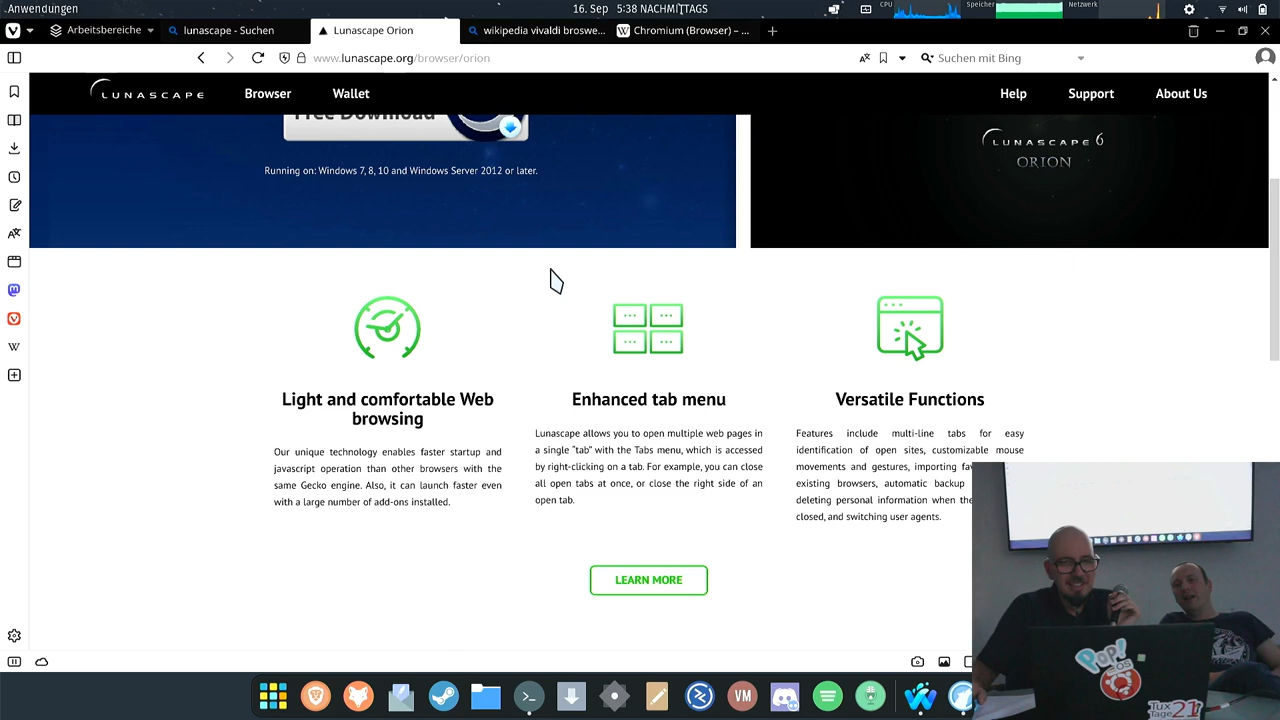 Anwendungen
16. Sep 5:38 NACHMITTAGS
CPU
Speicher
Netzwerk
Arbeitsbereiche
lunascape - Suchen
Lunascape Orion
wikipedia vivaldi broswe...
Chromium (Browser) – ...
www.lunascape.org/browser/orion
Suchen mit Bing
LUNASCAPE
Browser
Wallet
Help
Support
About Us
Free Download
Running on: Windows 7, 8, 10 and Windows Server 2012 or later.
LUNASCAPE 6
ORION
Light and comfortable Web
browsing
Our unique technology enables faster startup and
javascript operation than other browsers with the
same Gecko engine. Also, it can launch faster even
with a large number of add-ons installed.
Enhanced tab menu
Lunascape allows you to open multiple web pages in
a single "tab" with the Tabs menu, which is accessed
by right-clicking on a tab. For example, you can close
all open tabs at once, or close the right side of an
open tab.
Versatile Functions
Features include multi-line tabs for easy
identification of open sites, customizable mouse
movements and gestures, importing
existing browsers, automatic backup
deleting personal information when the
closed, and switching user agents.
LEARN MORE
VM
Pop!
OS
Tux
Tage 21